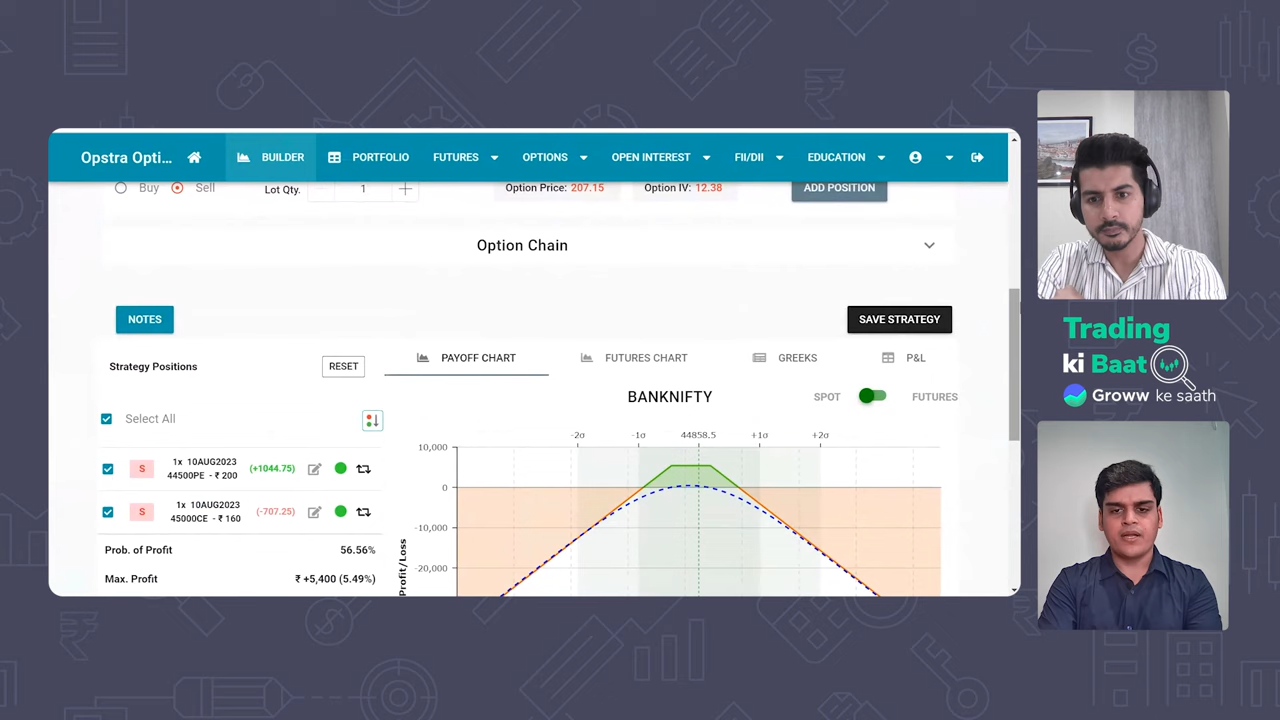 Opstra Opti...
BUILDER
PORTFOLIO
FUTURES
OPTIONS
OPEN INTEREST
FII/DII
EDUCATION
Buy
Sell
Lot Qty.
1
Option Price: 207.15
Option IV: 12.38
ADD POSITION
Option Chain
NOTES
SAVE STRATEGY
Strategy Positions
RESET
PAYOFF CHART
FUTURES CHART
GREEKS
P&L
Select All
BANKNIFTY
SPOT
FUTURES
-2σ
-1σ
44858.5
+1σ
+2σ
10,000
0
-10,000
-20,000
Profit/Loss
S
1x 10AUG2023
44500PE - ₹ 200
(+1044.75)
S
1x 10AUG2023
45000CE - ₹ 160
(-707.25)
Prob. of Profit
56.56%
Max. Profit
₹ +5,400 (5.49%)
Trading
ki Baat
Groww ke saath